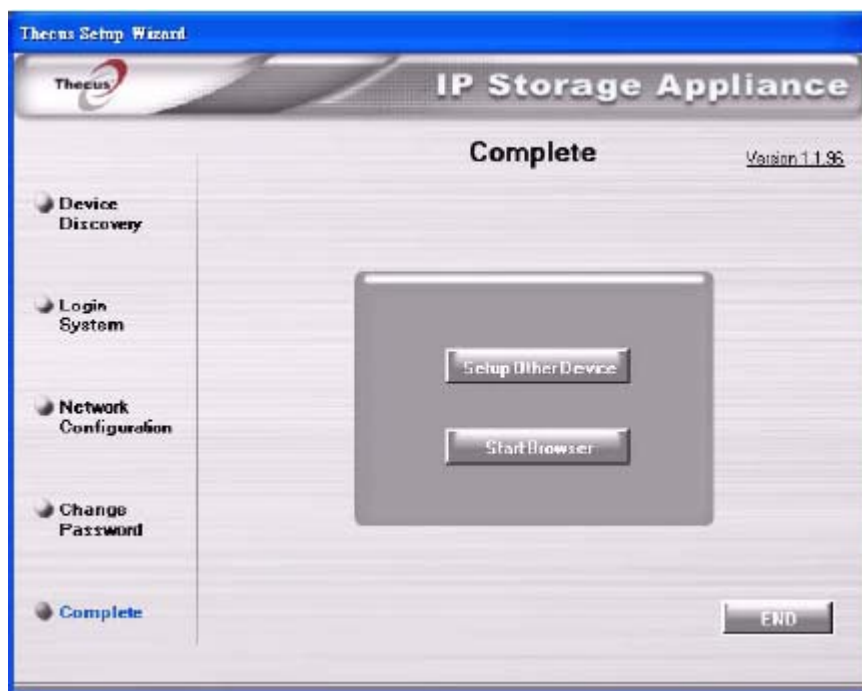 Thecus Setup Wizard
Thecus
IP Storage Appliance
Complete
Version 1.1.96
Device
Discovery
Login
System
Network
Configuration
Change
Password
Complete
Setup Other Device
Start Browser
END